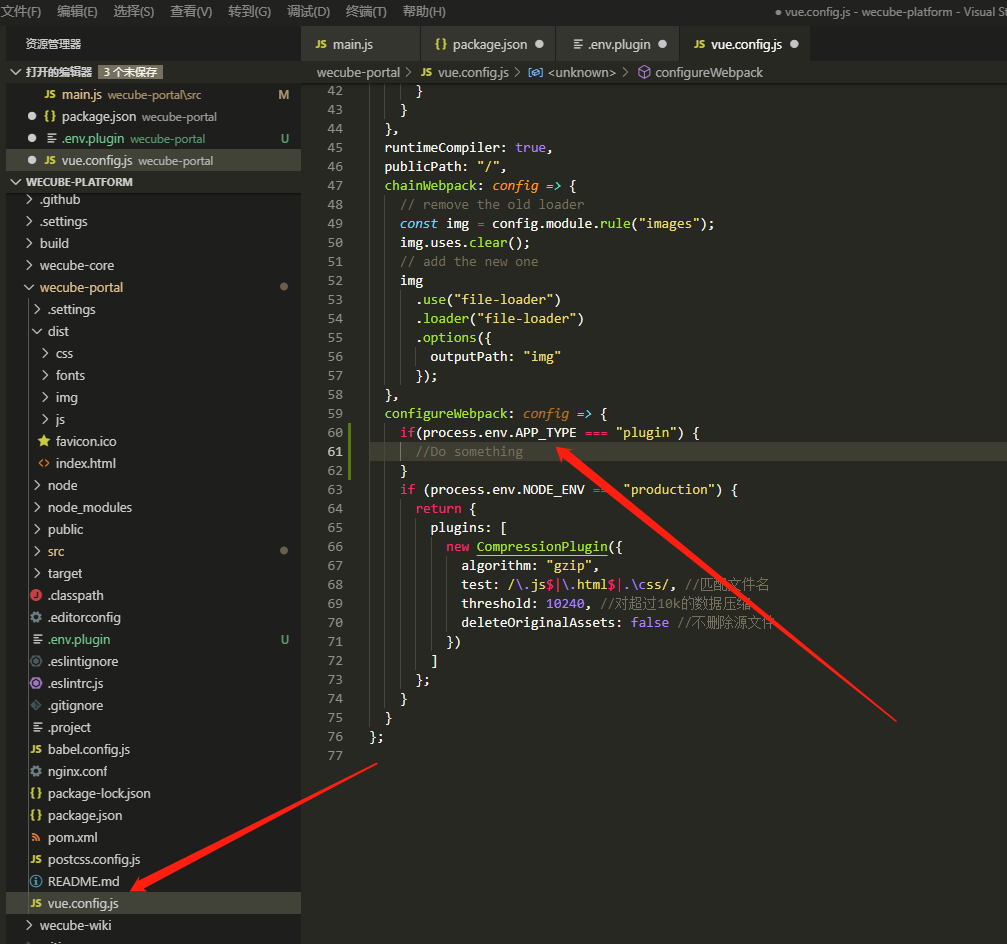 文件(F) 编辑(E) 选择(S) 查看(V) 转到(G) 调试(D) 终端(T) 帮助(H) ● vue.config.js - wecube-platform - Visual St
资源管理器
打开的编辑器 3 个未保存
JS main.js wecube-portal\src M
● {} package.json wecube-portal
● .env.plugin wecube-portal U
● JS vue.config.js wecube-portal
WECUBE-PLATFORM
.github
.settings
build
wecube-core
wecube-portal
.settings
dist
css
fonts
img
js
favicon.ico
<> index.html
node
node_modules
public
src
target
.classpath
.editorconfig
.env.plugin U
.eslintignore
.eslintrc.js
.gitignore
.project
JS babel.config.js
nginx.conf
{} package-lock.json
{} package.json
pom.xml
JS postcss.config.js
README.md
JS vue.config.js
wecube-wiki
JS main.js {} package.json ● .env.plugin ● JS vue.config.js ●
wecube-portal > JS vue.config.js > <unknown> > configureWebpack
42 }
43 }
44 },
45 runtimeCompiler: true,
46 publicPath: "/",
47 chainWebpack: config => {
48 // remove the old loader
49 const img = config.module.rule("images");
50 img.uses.clear();
51 // add the new one
52 img
53 .use("file-loader")
54 .loader("file-loader")
55 .options({
56 outputPath: "img"
57 });
58 },
59 configureWebpack: config => {
60 if(process.env.APP_TYPE === "plugin") {
61 //Do something
62 }
63 if (process.env.NODE_ENV "production") {
64 return {
65 plugins: [
66 new CompressionPlugin({
67 algorithm: "gzip",
68 test: /\.js$|\.html$|.\css/, //匹配文件名
69 threshold: 10240, //对超过10k的数据压缩
70 deleteOriginalAssets: false //不删除源文件
71 })
72 ]
73 };
74 }
75 }
76 };
77